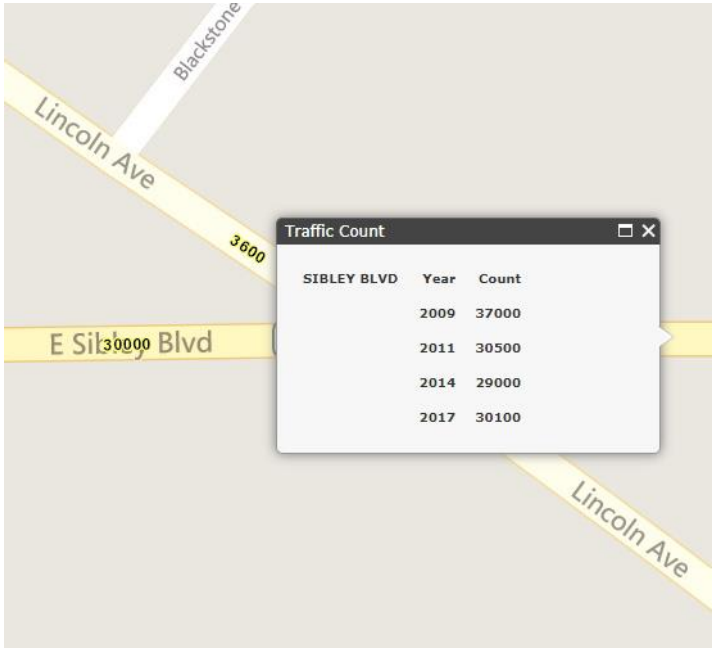 Blackstone
Lincoln Ave
3600
Traffic Count
SIBLEY BLVD Year Count
2009 37000
2011 30500
2014 29000
2017 30100
E Sibley Blvd
30000
Lincoln Ave